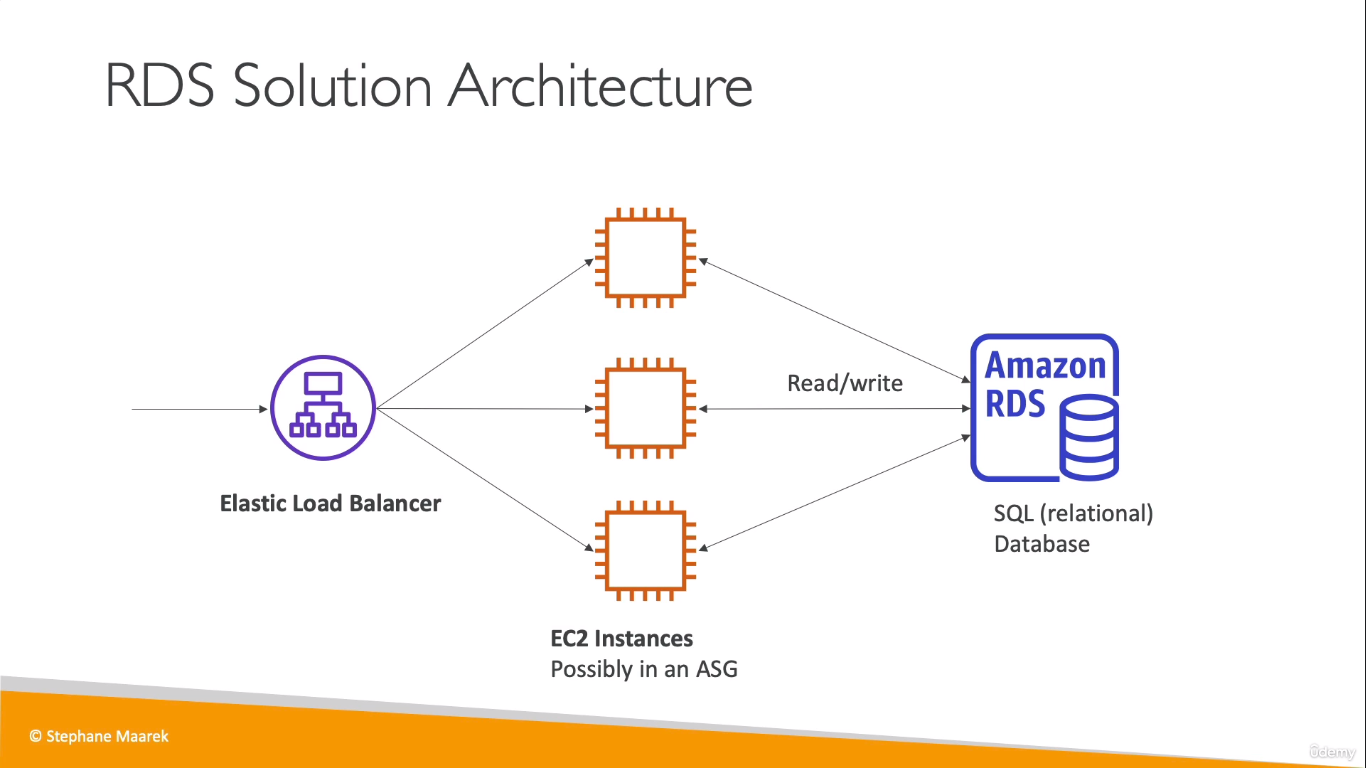 RDS Solution Architecture
Read/write
Amazon
RDS
Elastic Load Balancer
SQL (relational)
Database
EC2 Instances
Possibly in an ASG
© Stephane Maarek
ûdemy